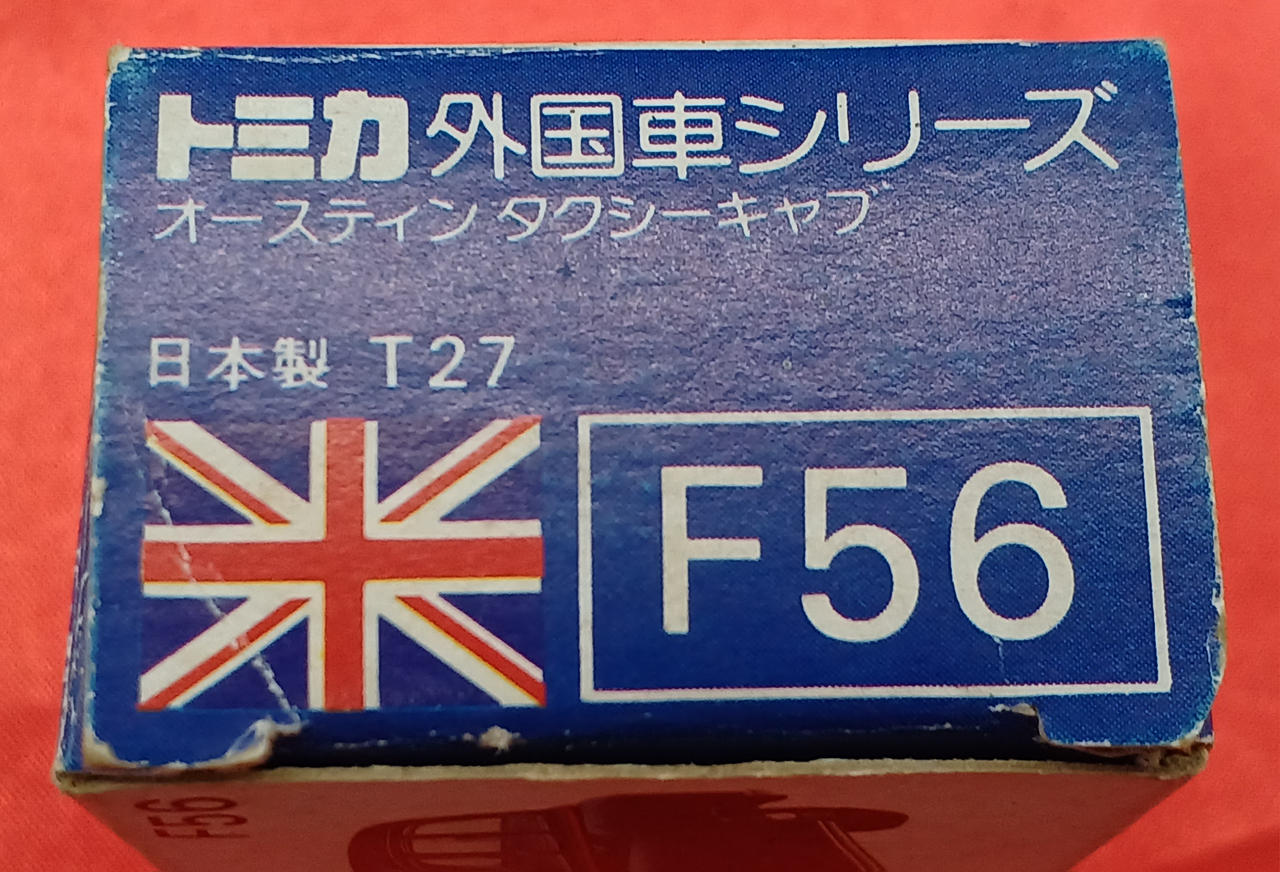 トミカ外国車シリーズ
オースティン タクシーキャブ
日本製 T27
F56
F56